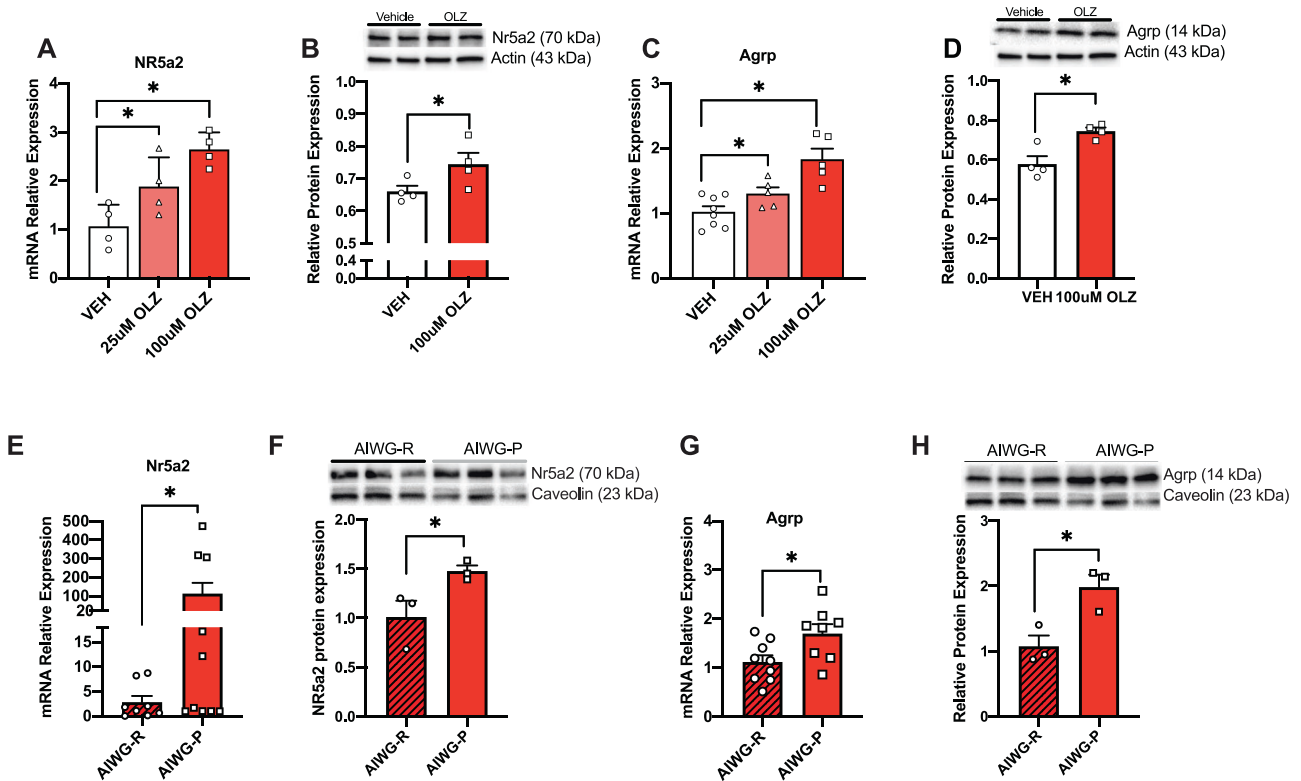 A
NR5a2
mRNA Relative Expression
4
3
2
1
0
*
*
VEH
25uM OLZ
100uM OLZ
B
Vehicle OLZ
Nr5a2 (70 kDa)
Actin (43 kDa)
Relative Protein Expression
0.9
0.8
0.7
0.6
0.5
0.4
0.0
*
VEH
100uM OLZ
C
Agrp
mRNA Relative Expression
3
2
1
0
*
*
VEH
25uM OLZ
100uM OLZ
D
Vehicle OLZ
Agrp (14 kDa)
Actin (43 kDa)
Relative Protein Expression
1.0
0.8
0.6
0.4
0.2
0.0
*
VEH 100uM OLZ
E
Nr5a2
mRNA Relative Expression
500
400
300
200
100
20
15
10
5
0
*
AIWG-R
AIWG-P
F
AIWG-R AIWG-P
Nr5a2 (70 kDa)
Caveolin (23 kDa)
NR5a2 protein expression
2.0
1.5
1.0
0.5
0.0
*
AIWG-R
AIWG-P
G
Agrp
mRNA Relative Expression
4
3
2
1
0
*
AIWG-R
AIWG-P
H
AIWG-R AIWG-P
Agrp (14 kDa)
Caveolin (23 kDa)
Relative Protein Expression
3
2
1
0
*
AIWG-R
AIWG-P